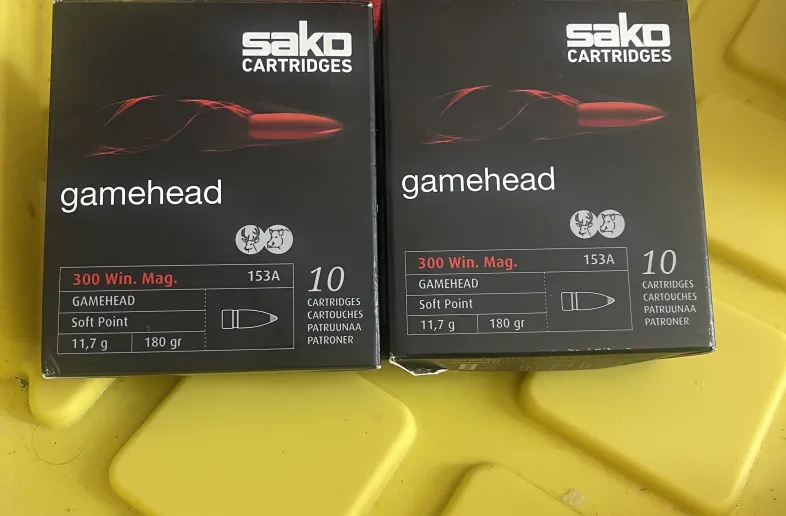 sako
CARTRIDGES
gamehead
300 Win. Mag. 153A
GAMEHEAD
Soft Point
11,7 g 180 gr
10
CARTRIDGES
CARTOUCHES
PATRUUNAA
PATRONER
sako
CARTRIDGES
gamehead
300 Win. Mag. 153A
GAMEHEAD
Soft Point
11,7 g 180 gr
10
CARTRIDGES
CARTOUCHES
PATRUUNAA
PATRONER